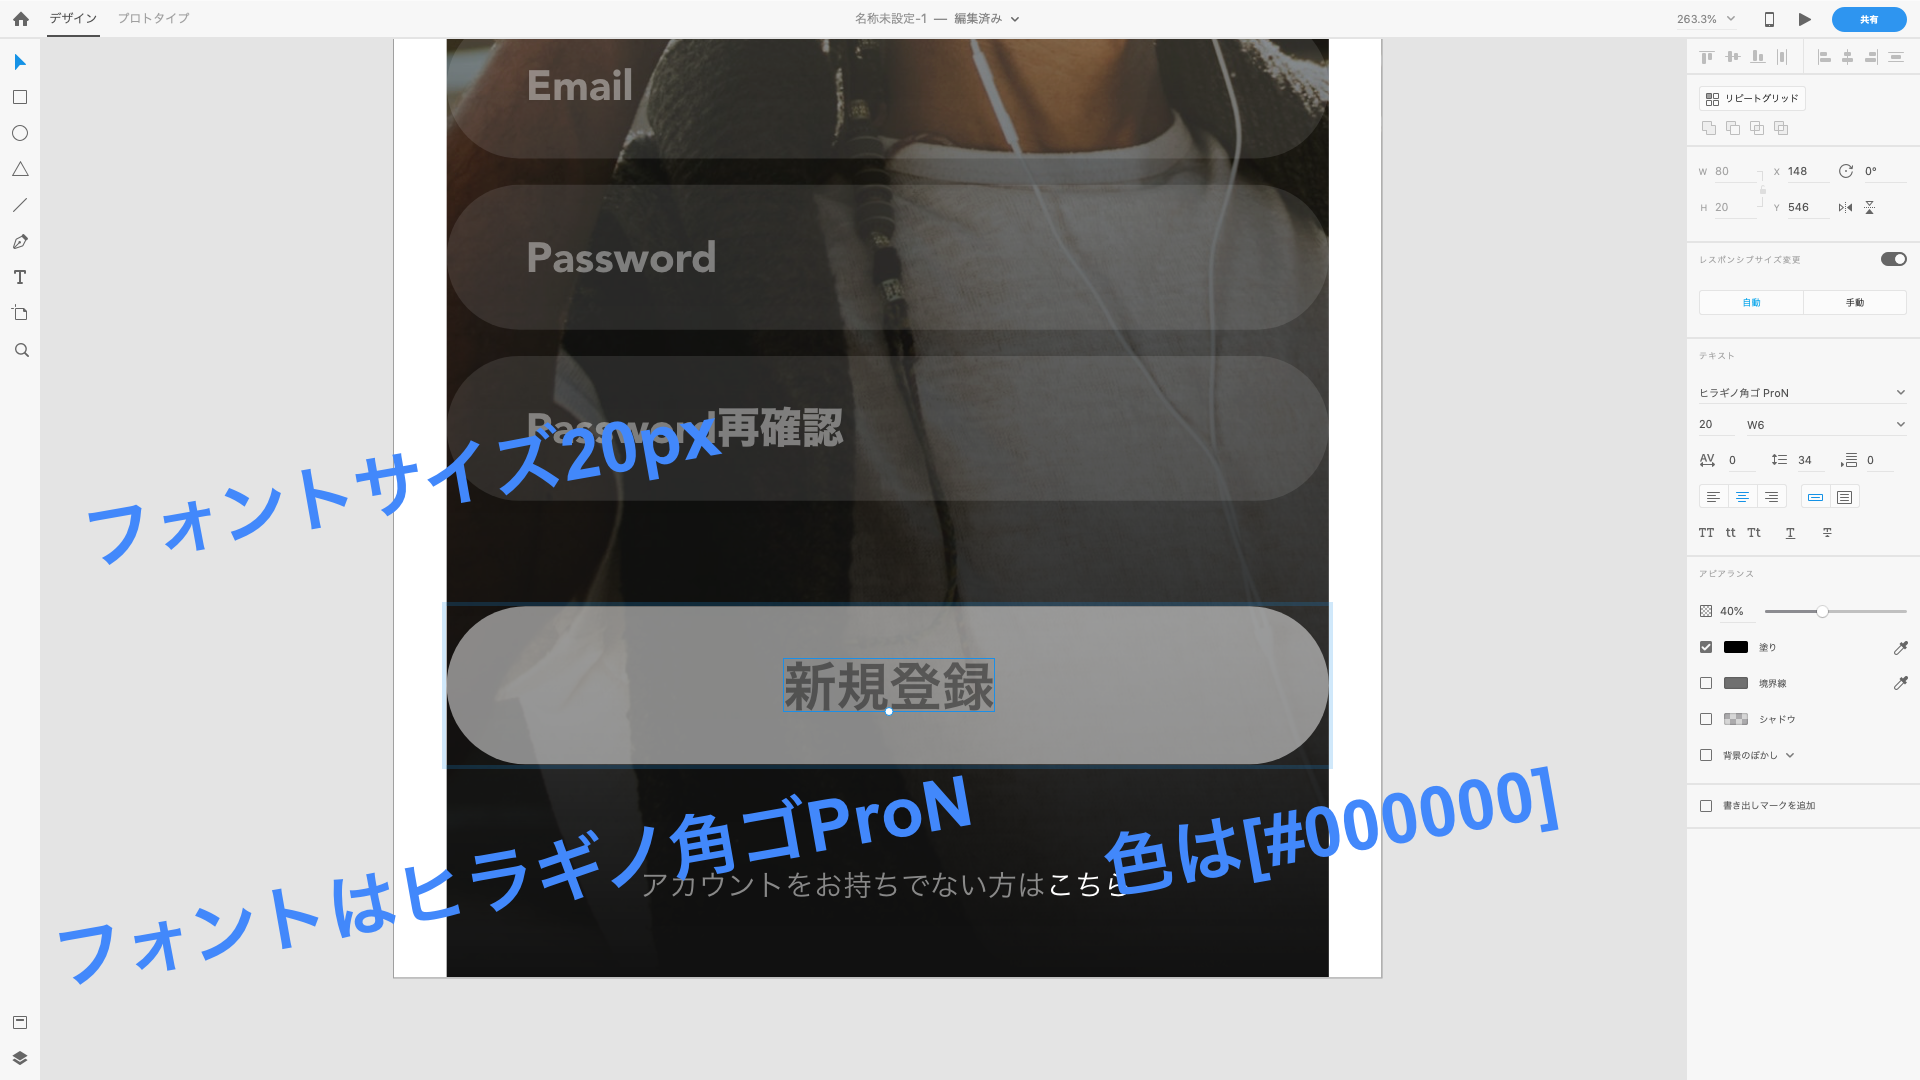 デザイン プロトタイプ 名称未設定-1 — 編集済み 263.3% 共有
リピートグリッド
W 80 X 148 0°
H 20 Y 546
レスポンシブサイズ変更
自動 手動
テキスト
ヒラギノ角ゴ ProN
20 W6
AV 0 34 0
TT tt Tt T T
アピアランス
40%
塗り
境界線
シャドウ
背景のぼかし
書き出しマークを追加
T
Email
Password
Password再確認
フォントサイズ20px
新規登録
フォントはヒラギノ角ゴProN
色は[#000000]
アカウントをお持ちでない方はこちら